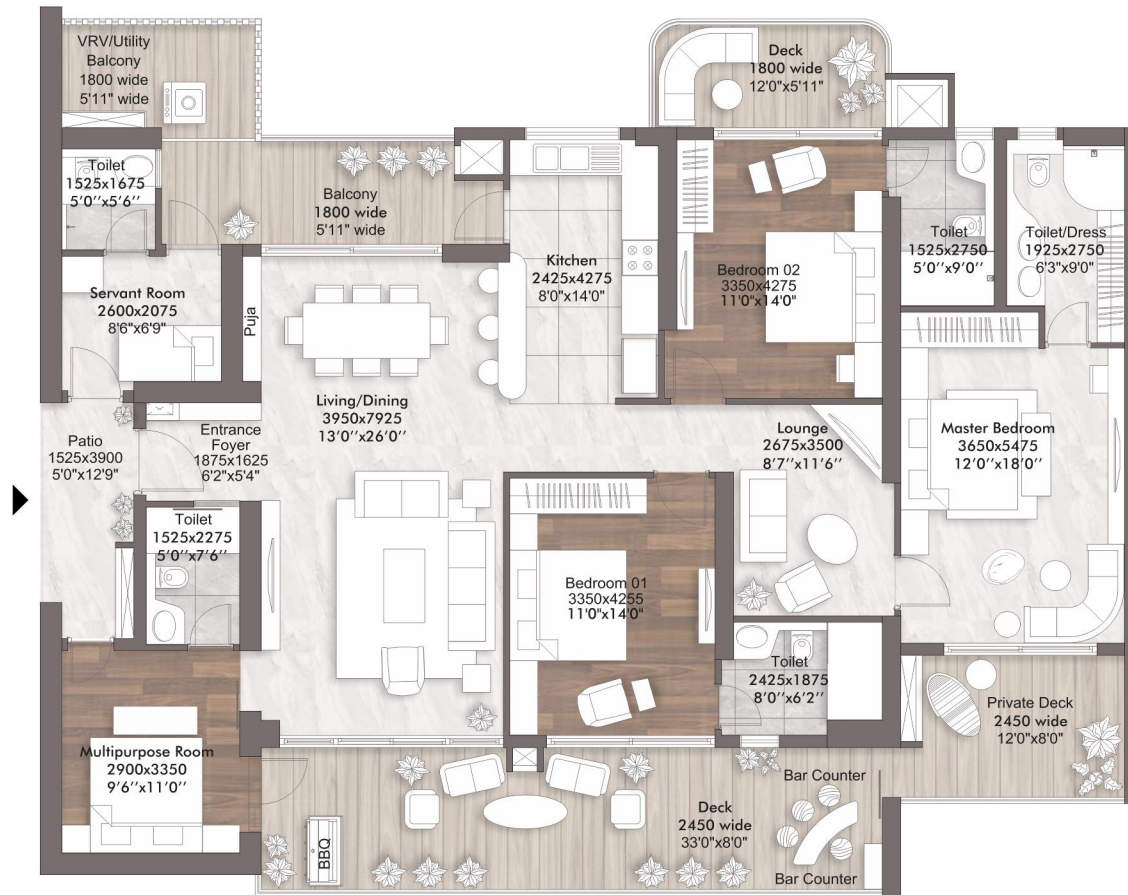 VRV/Utility
Balcony
1800 wide
5'11" wide
Deck
1800 wide
12'0"x5'11"
Toilet
1525x1675
5'0''x5'6''
Balcony
1800 wide
5'11" wide
Kitchen
2425x4275
8'0"x14'0"
Bedroom 02
3350x4275
11'0"x14'0"
Toilet
1525x2750
5'0''x9'0''
Toilet/Dress
1925x2750
6'3"x9'0"
Servant Room
2600x2075
8'6"x6'9"
Puja
Living/Dining
3950x7925
13'0''x26'0''
Patio
1525x3900
5'0"x12'9"
Entrance
Foyer
1875x1625
6'2"x5'4"
Lounge
2675x3500
8'7"x11'6"
Master Bedroom
3650x5475
12'0''x18'0''
Toilet
1525x2275
5'0''x7'6''
Bedroom 01
3350x4255
11'0"x14'0"
Toilet
2425x1875
8'0''x6'2''
Private Deck
2450 wide
12'0"x8'0"
Multipurpose Room
2900x3350
9'6''x11'0''
Bar Counter
Deck
2450 wide
33'0"x8'0"
BBQ
Bar Counter